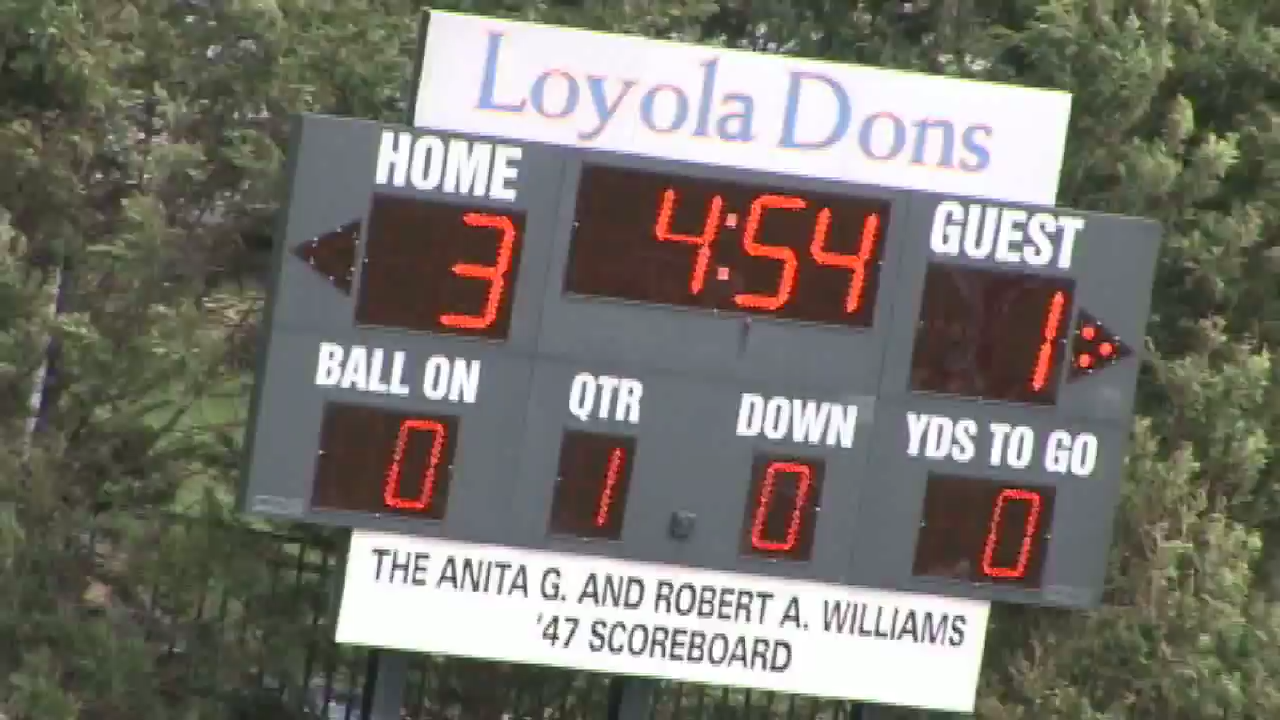 Loyola Dons
HOME
3
4:54
GUEST
1
BALL ON
0
QTR
1
DOWN
0
YDS TO GO
0
THE ANITA G. AND ROBERT A. WILLIAMS
'47 SCOREBOARD